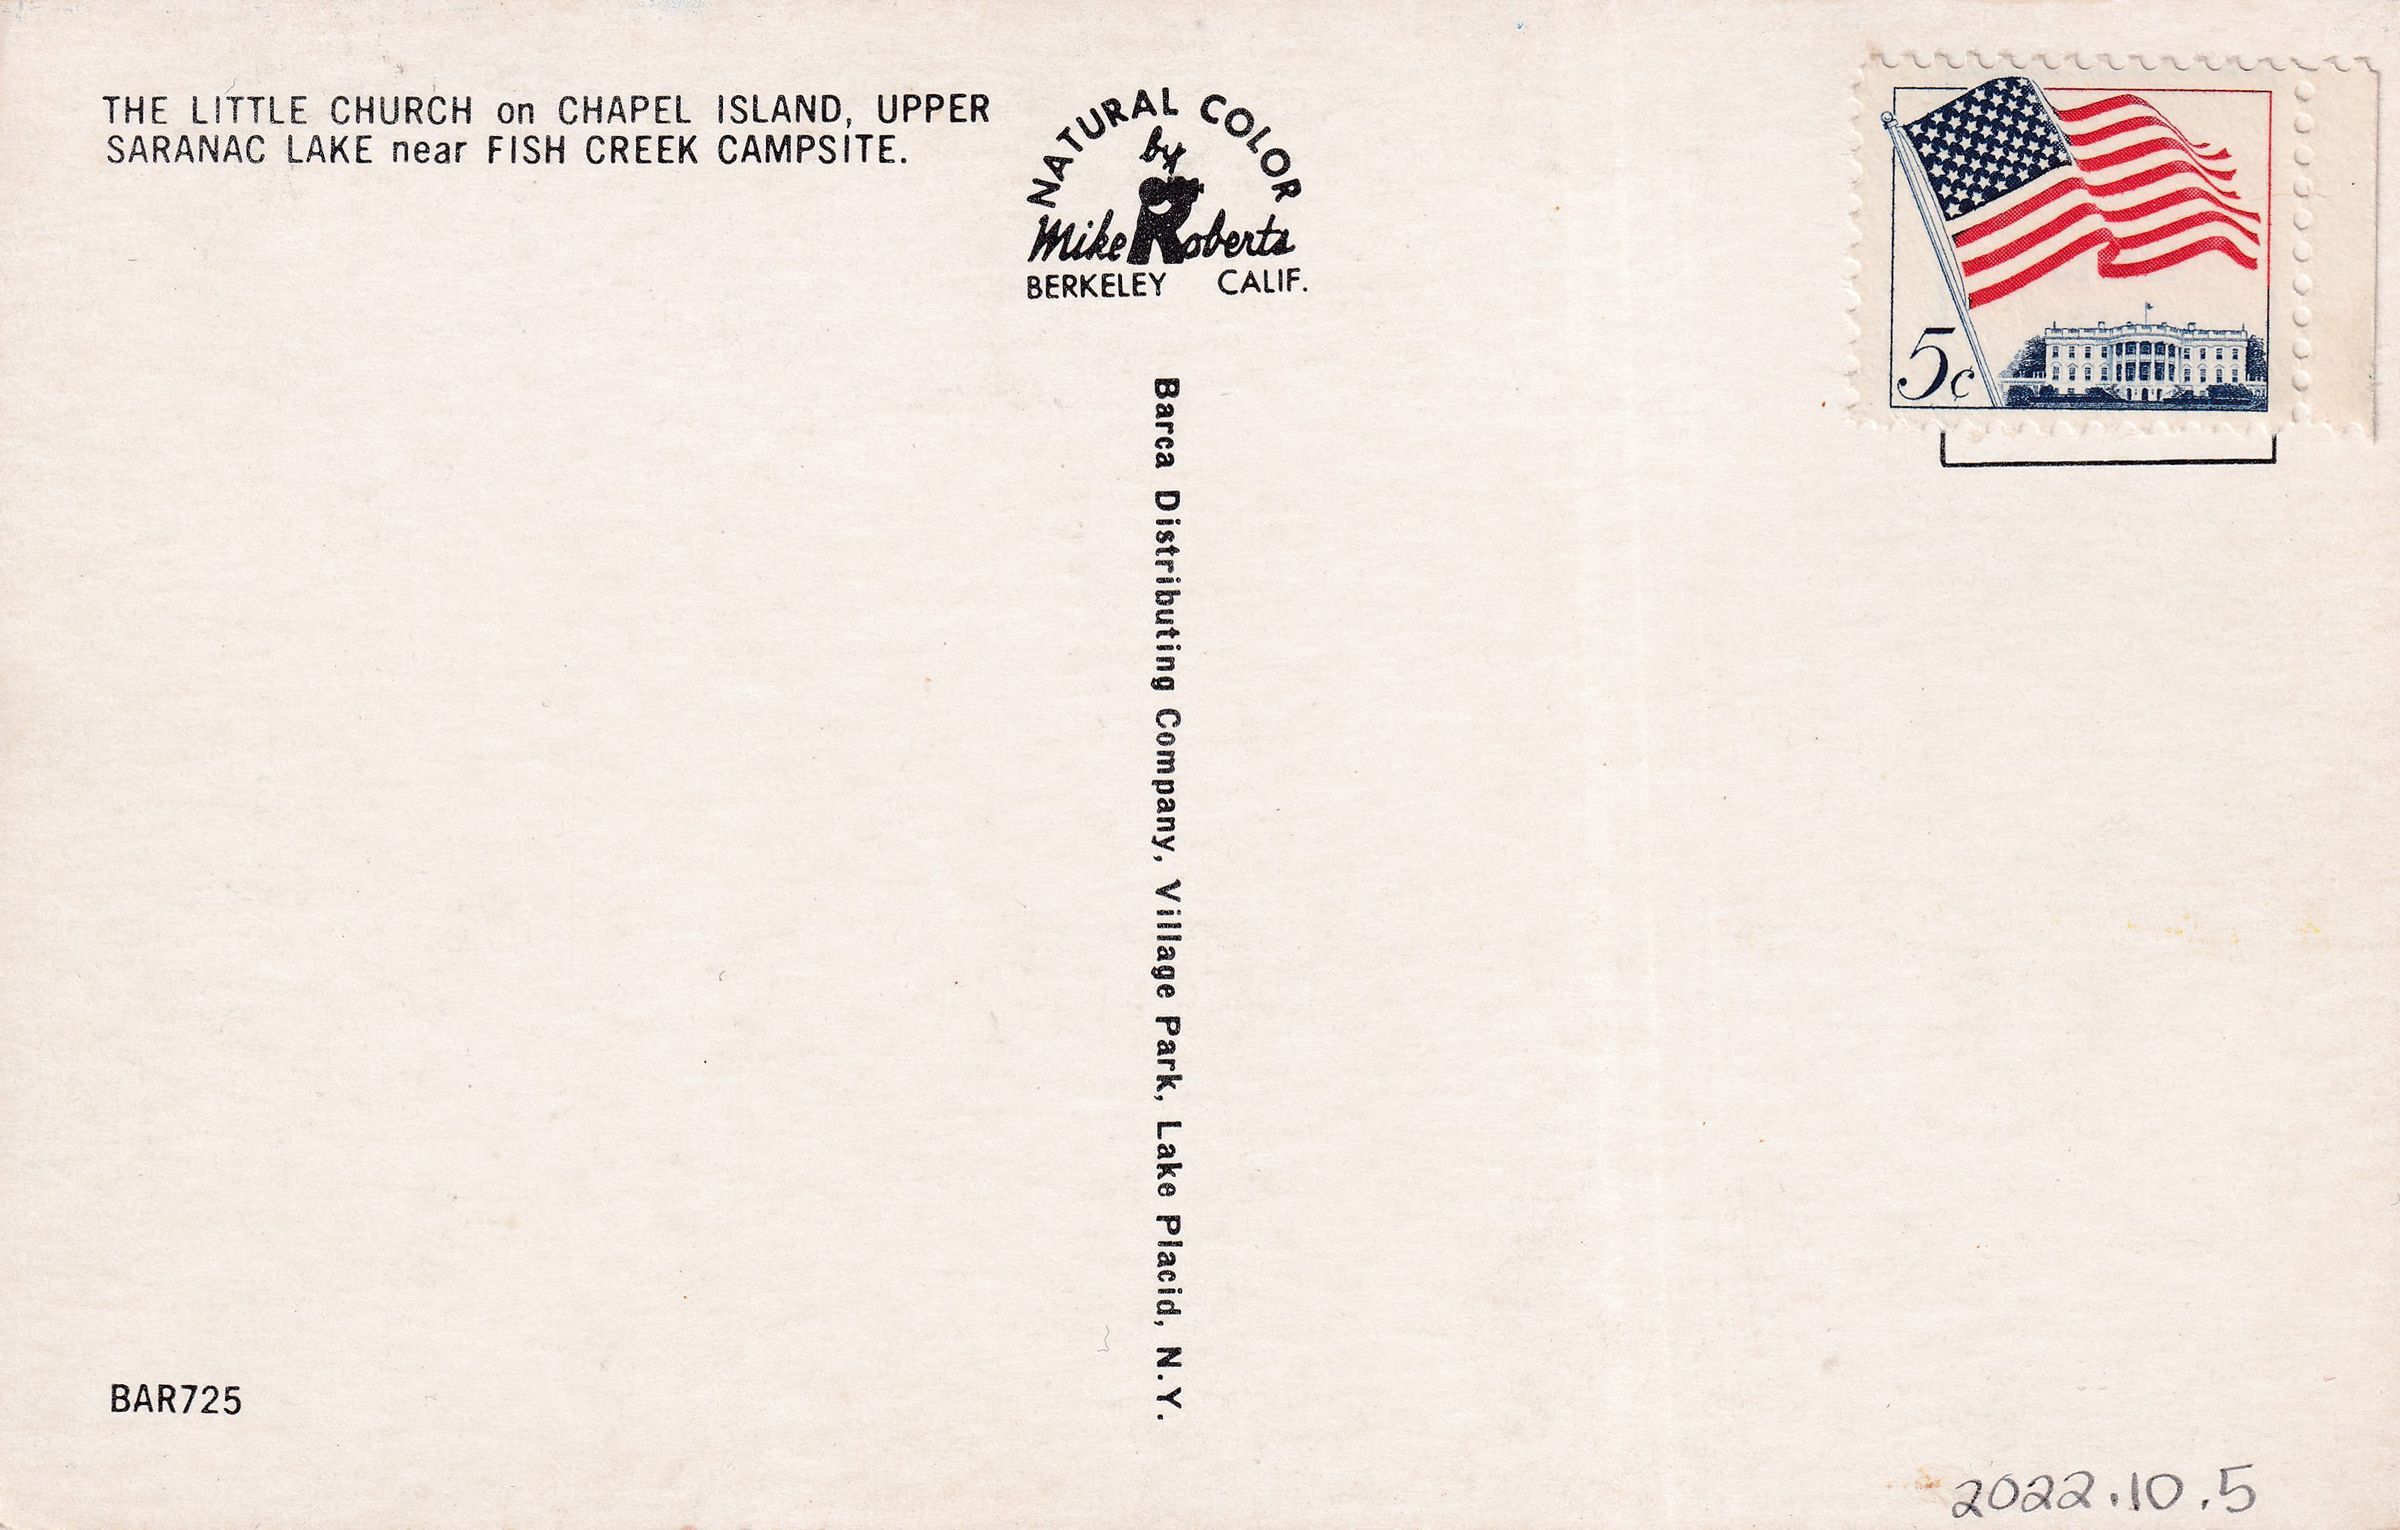 THE LITTLE CHURCH on CHAPEL ISLAND, UPPER
SARANAC LAKE near FISH CREEK CAMPSITE.
NATURAL COLOR
by
Mike Roberts
BERKELEY CALIF.
5c
Barca Distributing Company, Village Park, Lake Placid, N.Y.
BAR725
2022.10.5